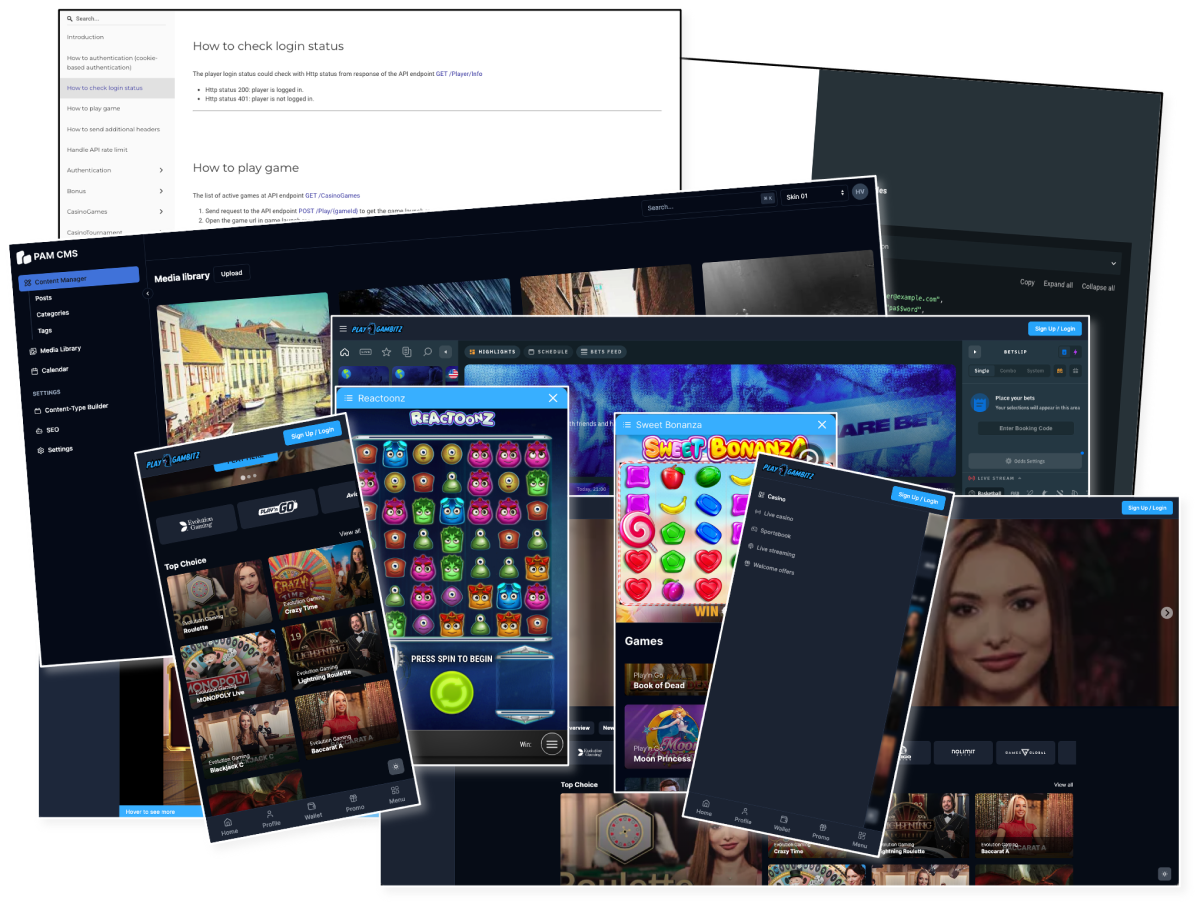 Search...
Introduction
How to authentication (cookie-
based authentication)
How to check login status
How to play game
How to send additional headers
Handle API rate limit
Authentication
Bonus
CasinoGames
CasinoTournament
How to check login status
The player login status could check with Http status from response of the API endpoint GET /Player/Info
Http status 200: player is logged in.
Http status 401: player is not logged in.
How to play game
The list of active games at API endpoint GET /CasinoGames
1. Send request to the API endpoint POST /Play/{gameId} to get the game launch
2. Open the game url in game launch
Copy
Expand all
Collapse all
er@example.com",
PAM CMS
Search...
Skin 01
HV
Content Manager
Posts
Categories
Tags
Media Library
Calendar
SETTINGS
Content-Type Builder
SEO
Settings
Media library
Upload
PLAY GAMBITZ
Sign Up / Login
HIGHLIGHTS
SCHEDULE
BETS FEED
BETSLIP
Single
Combo
System
Place your bets
Your selections will appear in this area
Enter Booking Code
Odds Settings
LIVE STREAM
Basketball
ARE BET
Today, 20:00
Reactoonz
REACTOONZ
PRESS SPIN TO BEGIN
Win:
Sweet Bonanza
SWEET BONANZA
WIN
Games
Play'n Go
Book of Dead
Play'n Go
Moon Princess
PLAY GAMBITZ
Sign Up / Login
Evolution
Gaming
PLAY'n GO
View all
Top Choice
Roulette
Evolution Gaming
Roulette
CRAZY TIME
Evolution Gaming
Crazy Time
MONOPOLY
Evolution Gaming
MONOPOLY Live
19
LIGHTNING
Evolution Gaming
Lightning Roulette
Evolution Gaming
Blackjack C
Evolution Gaming
Baccarat A
Home
Profile
Wallet
Promo
Menu
PLAY GAMBITZ
Sign Up / Login
Casino
Live casino
Sportsbook
Live streaming
Welcome offers
Home
Profile
Wallet
Promo
Menu
Hover to see more
Sign Up / Login
Evolution
Gaming
NOLIMIT
GAMES GLOBAL
Top Choice
View all
Roulette
Crazy Time
LIGHTNING
Lightning Roulette
Evolution Gaming
Baccarat A